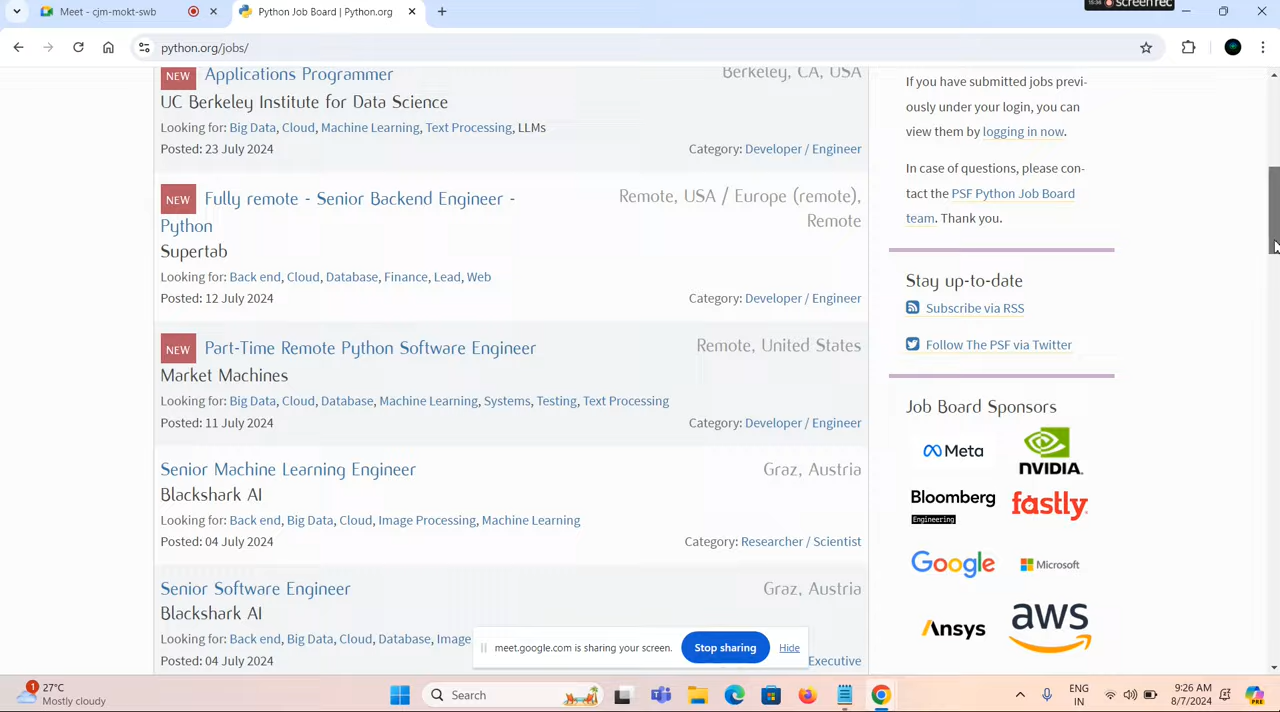 Meet - cjm-mokt-swb
Python Job Board | Python.o
15:36 screen rec
python.org/jobs/
NEW Applications Programmer
Berkeley, CA, USA
UC Berkeley Institute for Data Science
Looking for: Big Data, Cloud, Machine Learning, Text Processing, LLMs
Posted: 23 July 2024
Category: Developer / Engineer
NEW Fully remote - Senior Backend Engineer -
Python
Remote, USA / Europe (remote),
Remote
Supertab
Looking for: Back end, Cloud, Database, Finance, Lead, Web
Posted: 12 July 2024
Category: Developer / Engineer
NEW Part-Time Remote Python Software Engineer
Remote, United States
Market Machines
Looking for: Big Data, Cloud, Database, Machine Learning, Systems, Testing, Text Processing
Posted: 11 July 2024
Category: Developer / Engineer
Senior Machine Learning Engineer
Graz, Austria
Blackshark AI
Looking for: Back end, Big Data, Cloud, Image Processing, Machine Learning
Posted: 04 July 2024
Category: Researcher / Scientist
Senior Software Engineer
Graz, Austria
Blackshark AI
Looking for: Back end, Big Data, Cloud, Database, Image
Posted: 04 July 2024
Executive
If you have submitted jobs previ-
ously under your login, you can
view them by logging in now.
In case of questions, please con-
tact the PSF Python Job Board
team. Thank you.
Stay up-to-date
Subscribe via RSS
Follow The PSF via Twitter
Job Board Sponsors
Meta
NVIDIA.
Bloomberg
Engineering
fastly
Google
Microsoft
Ansys
aws
meet.google.com is sharing your screen.
Stop sharing
Hide
1
27°C
Mostly cloudy
Search
ENG
IN
9:26 AM
8/7/2024
PRE